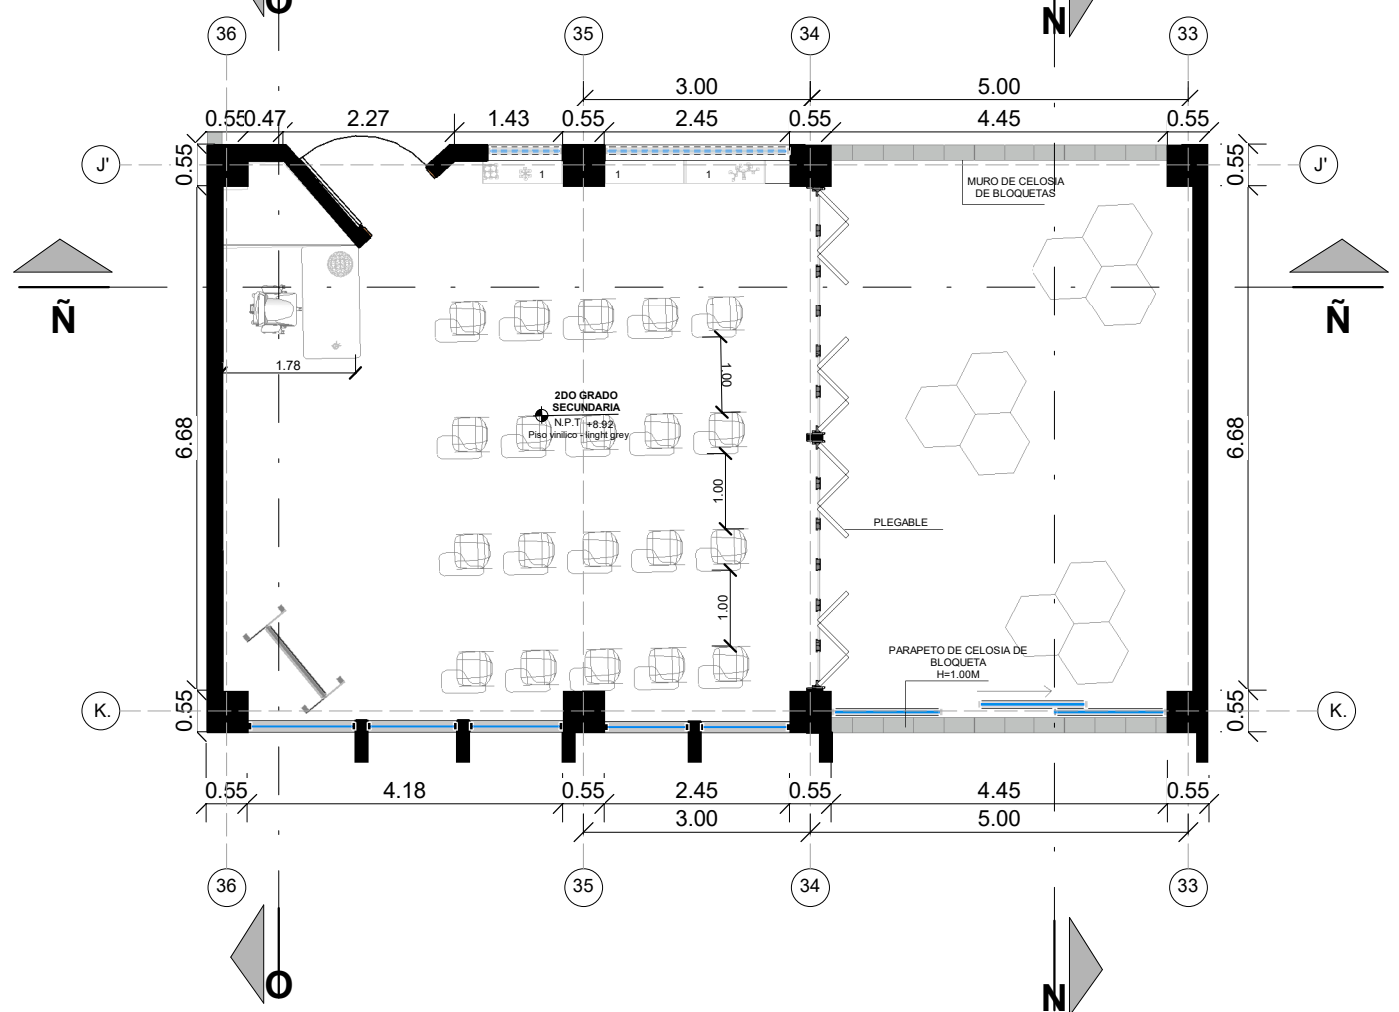 O
N
36
35
34
33
3.00
5.00
0.55
0.47
2.27
1.43
0.55
2.45
0.55
4.45
0.55
J'
0.55
1
1
1
MURO DE CELOSIA
DE BLOQUETAS
0.55
J'
Ñ
Ñ
1.78
1.00
2DO GRADO
SECUNDARIA
N.P.T +8.92
Piso vinilico - linght grey
6.68
6.68
1.00
PLEGABLE
1.00
PARAPETO DE CELOSIA DE
BLOQUETA
H=1.00M
K.
0.55
0.55
K.
0.55
4.18
0.55
2.45
0.55
4.45
0.55
3.00
5.00
36
35
34
33
O
N